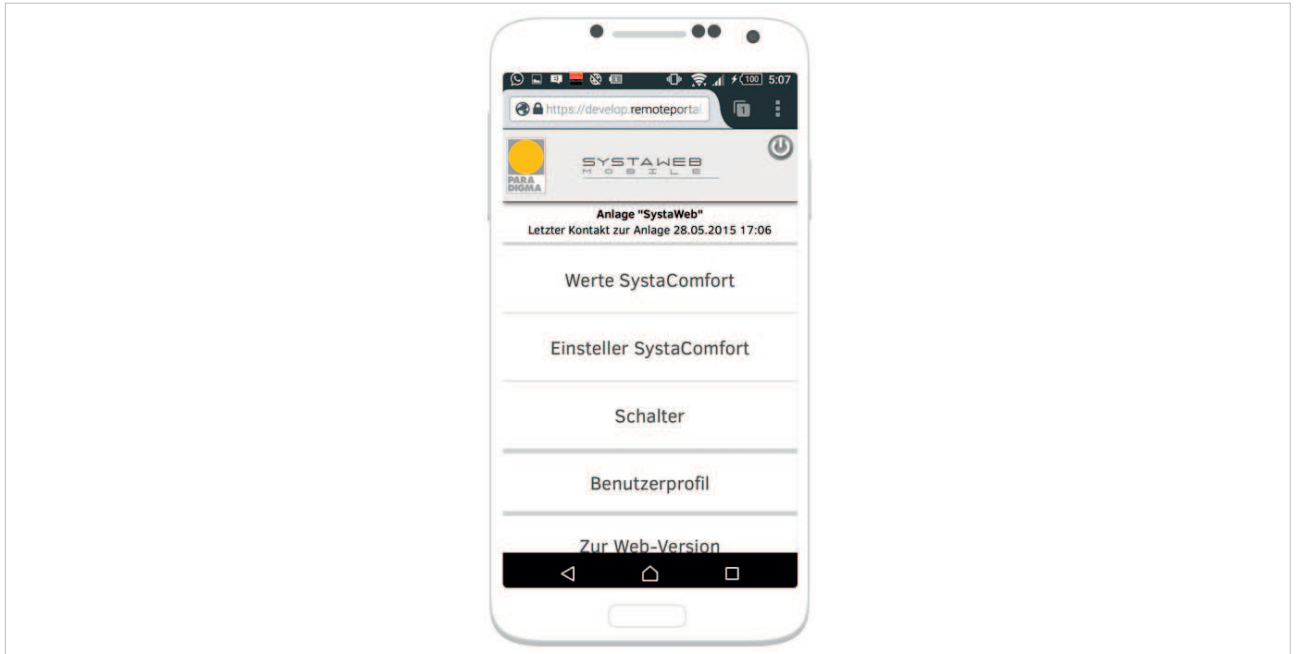 100 5:07
https://develop.remoteportal
1
PARA
DIGMA
SYSTAWEB
MOBILE
Anlage "SystaWeb"
Letzter Kontakt zur Anlage 28.05.2015 17:06
Werte SystaComfort
Einsteller SystaComfort
Schalter
Benutzerprofil
Zur Web-Version